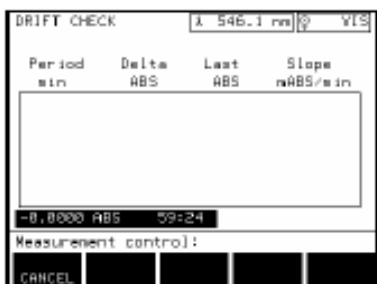 DRIFT CHECK λ 546.1 nm VIS
Period Delta Last Slope
min ABS ABS mABS/min
-0.0000 ABS 59:24
Measurement control:
CANCEL